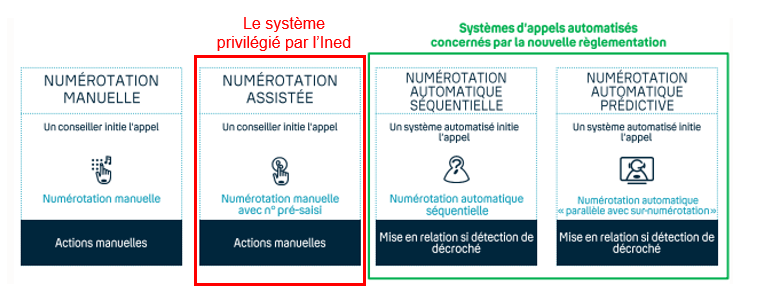 Le système
privilégié par l'Ined
Systèmes d'appels automatisés
concernés par la nouvelle règlementation
NUMÉROTATION
MANUELLE
Un conseiller initie l'appel
Numérotation manuelle
Actions manuelles
NUMÉROTATION
ASSISTÉE
Un conseiller initie l'appel
Numérotation manuelle
avec n° pré-saisi
Actions manuelles
NUMÉROTATION
AUTOMATIQUE
SÉQUENTIELLE
Un système automatisé initie
l'appel
Numérotation automatique
séquentielle
Mise en relation si détection de
décroché
NUMÉROTATION
AUTOMATIQUE
PRÉDICTIVE
Un système automatisé initie
l'appel
Numérotation automatique
« parallèle avec sur-numérotation»
Mise en relation si détection de
décroché